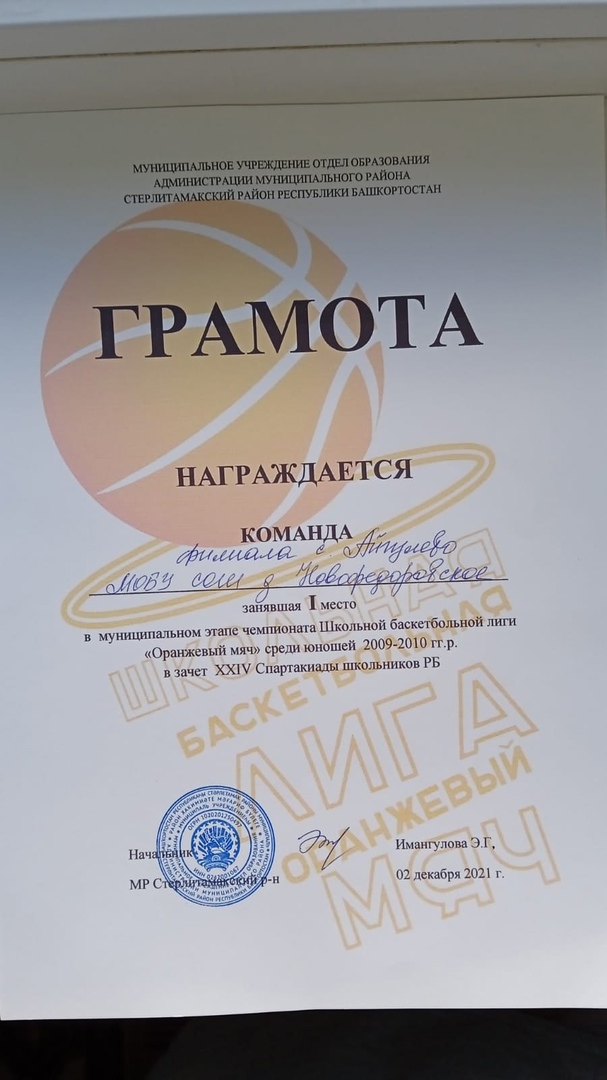 МУНИЦИПАЛЬНОЕ УЧРЕЖДЕНИЕ ОТДЕЛ ОБРАЗОВАНИЯ
АДМИНИСТРАЦИИ МУНИЦИПАЛЬНОГО РАЙОНА
СТЕРЛИТАМАКСКИЙ РАЙОН РЕСПУБЛИКИ БАШКОРТОСТАН
ГРАМОТА
НАГРАЖДАЕТСЯ
КОМАНДА
филиала с. Айгулево
МОБУ сош д Новофедоровское
занявшая I место
в муниципальном этапе чемпионата Школьной баскетбольной лиги
«Оранжевый мяч» среди юношей 2009-2010 гг.р.
в зачет XXIV Спартакиады школьников РБ
ШКОЛЬНАЯ
БАСКЕТБОЛЬНАЯ
ЛИГА
ОРАНЖЕВЫЙ
МЯЧ
Начальник Имангулова Э.Г.
МР Стерлитамакский р-н 02 декабря 2021 г.